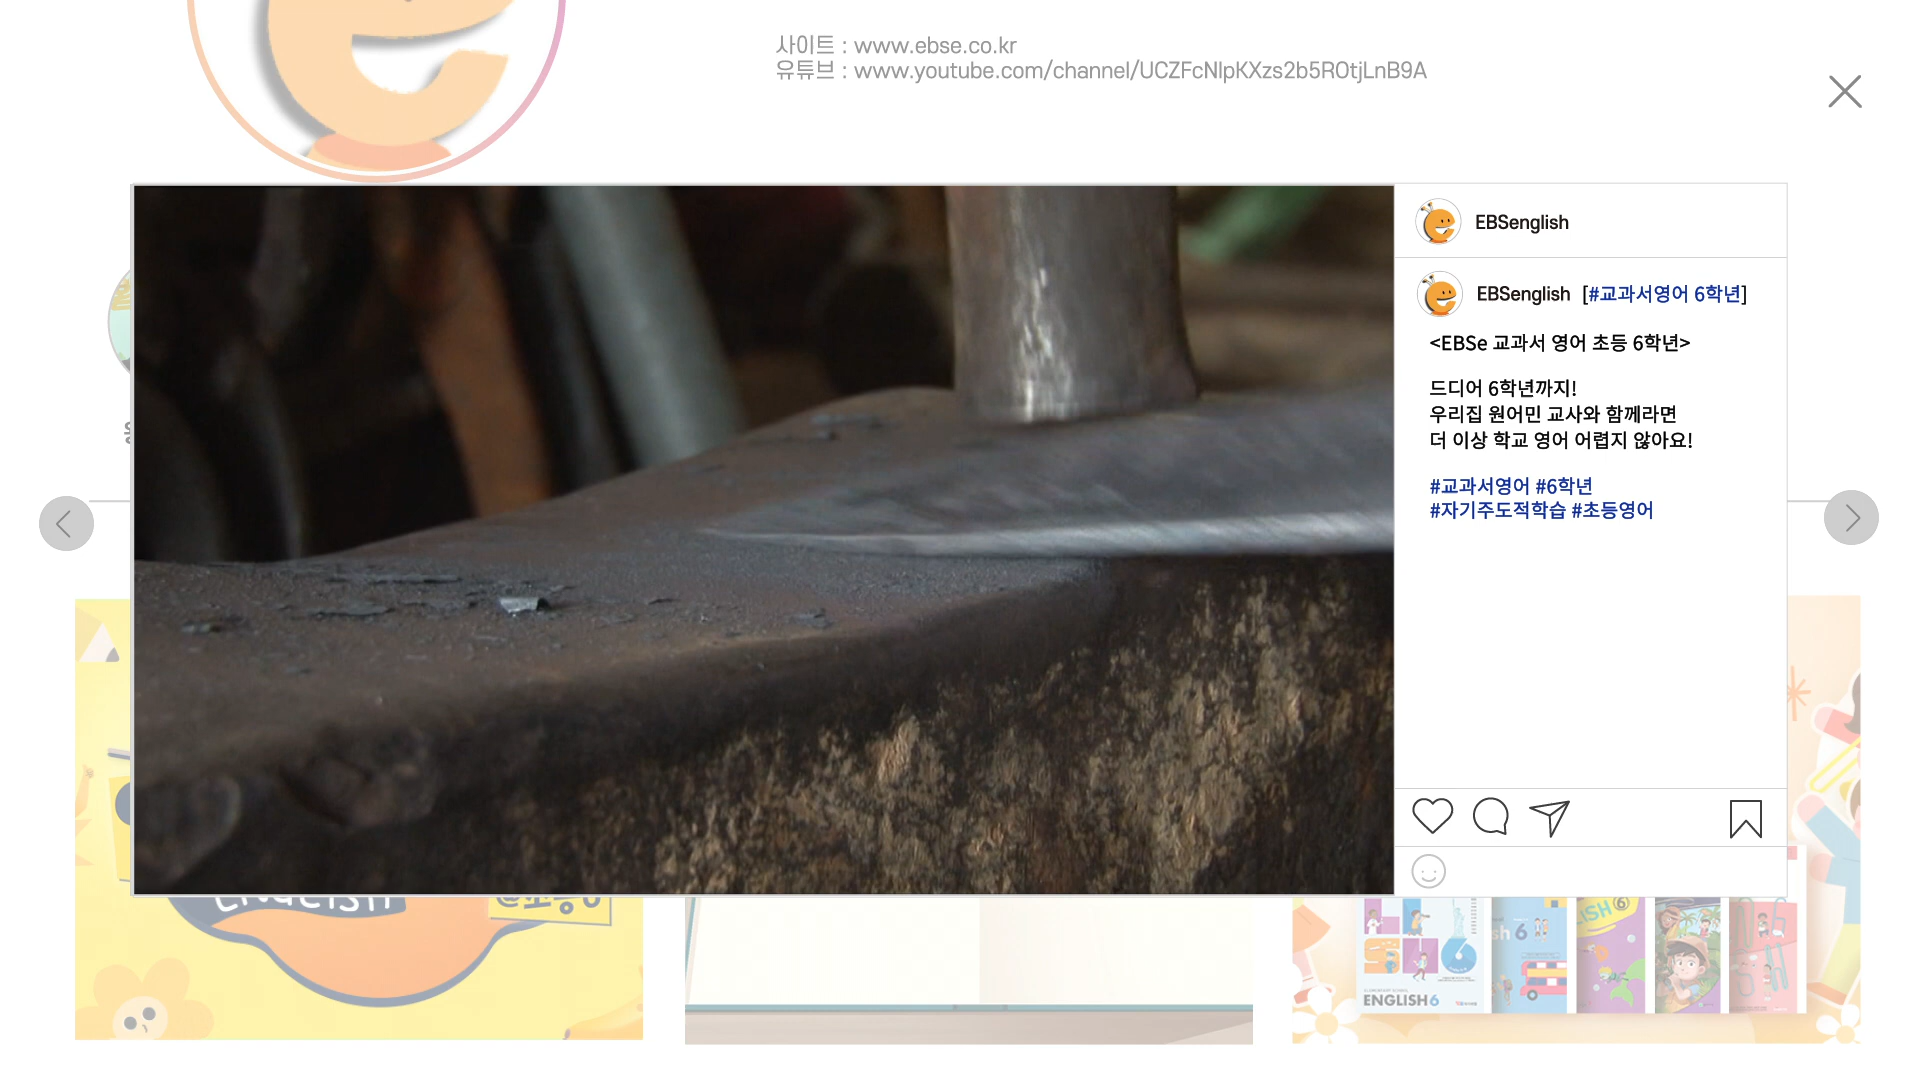 사이트 : www.ebse.co.kr
유튜브 : www.youtube.com/channel/UCZFcNlpKXzs2b5ROtjLnB9A
EBSenglish
EBSenglish [#교과서영어 6학년]
<EBSe 교과서 영어 초등 6학년>
드디어 6학년까지!
우리집 원어민 교사와 함께라면
더 이상 학교 영어 어렵지 않아요!
#교과서영어 #6학년
#자기주도적학습 #초등영어
ENGLISH
ENGLISH 6